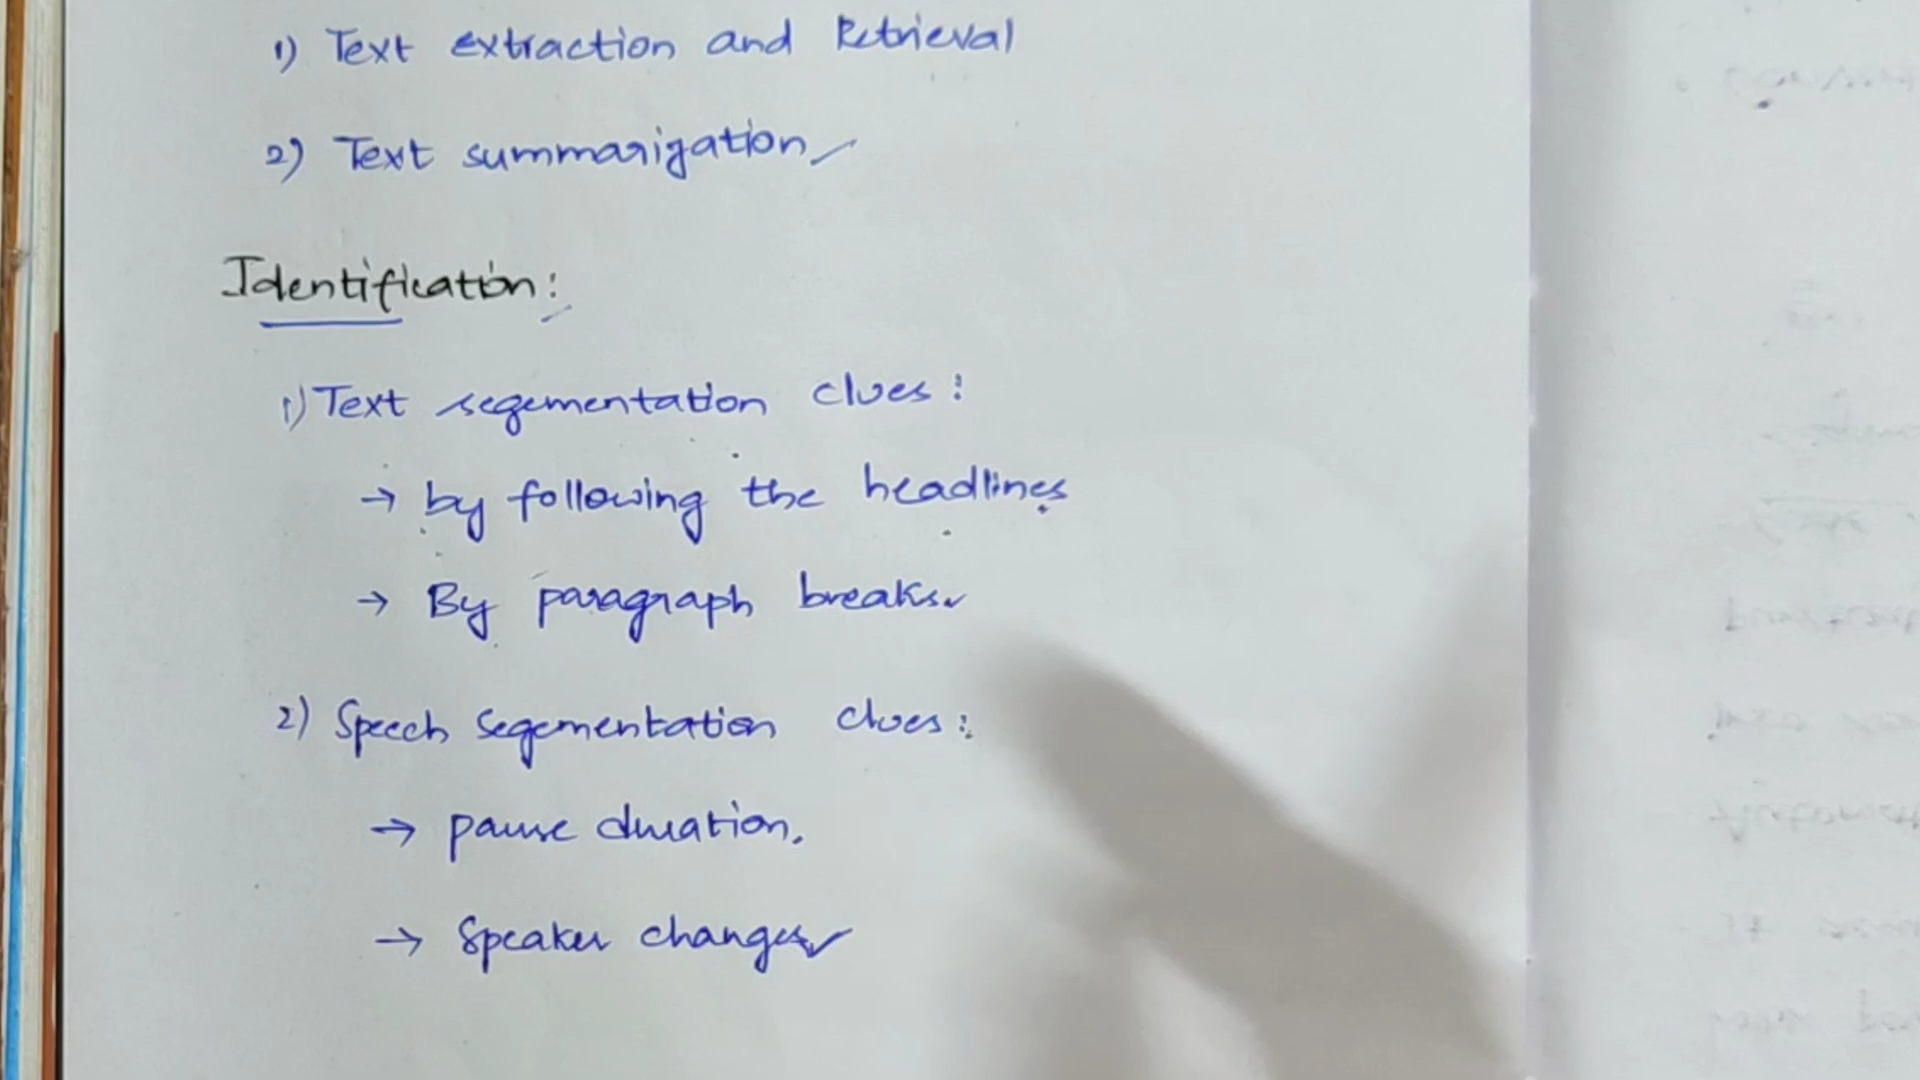 1) Text extraction and Retrieval
2) Text summarization
Identification:
1) Text segementation clues:
→ by following the headlines
→ By paragraph breaks
2) Speech segementation clues:
→ pause duration.
→ Speaker changes